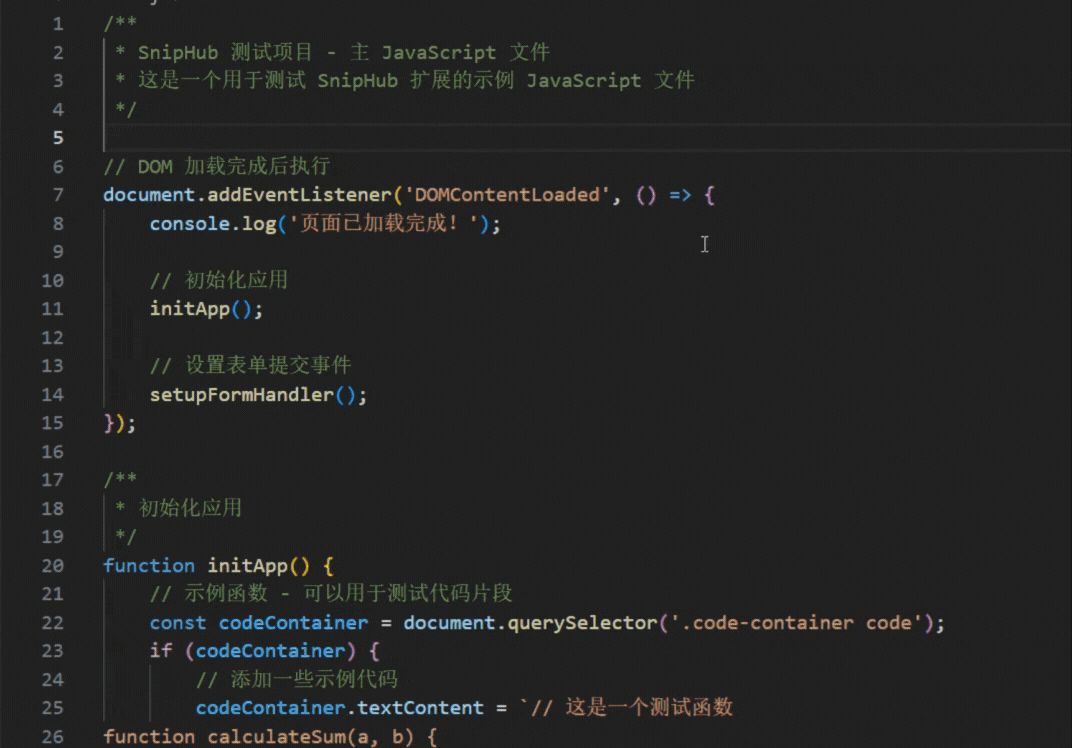 1 /**
2  * SnipHub 测试项目 - 主 JavaScript 文件
3  * 这是一个用于测试 SnipHub 扩展的示例 JavaScript 文件
4  */
5
6 // DOM 加载完成后执行
7 document.addEventListener('DOMContentLoaded', () => {
8     console.log('页面已加载完成！');
9
10     // 初始化应用
11     initApp();
12
13     // 设置表单提交事件
14     setupFormHandler();
15 });
16
17 /**
18  * 初始化应用
19  */
20 function initApp() {
21     // 示例函数 - 可以用于测试代码片段
22     const codeContainer = document.querySelector('.code-container code');
23     if (codeContainer) {
24         // 添加一些示例代码
25         codeContainer.textContent = `// 这是一个测试函数
26 function calculateSum(a, b) {